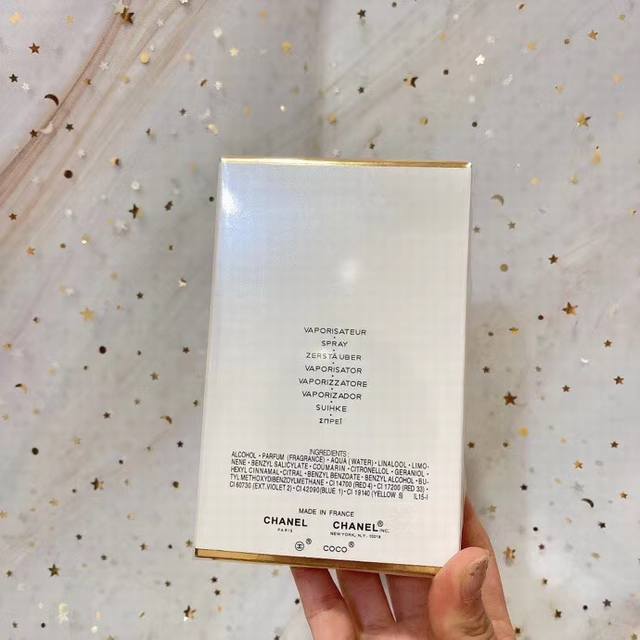 VAPORISATEUR
SPRAY
ZERSTÄUBER
VAPORISATOR
VAPORIZZATORE
VAPORIZADOR
SUIHKE
ΣΠΡΕΪ
INGREDIENTS:
ALCOHOL • PARFUM (FRAGRANCE) • AQUA (WATER) • LINALOOL • LIMO-
NENE • BENZYL SALICYLATE • COUMARIN • CITRONELLOL • GERANIOL •
HEXYL CINNAMAL • CITRAL • BENZYL BENZOATE • BENZYL ALCOHOL • BU-
TYL METHOXYDIBENZOYLMETHANE • CI 14700 (RED 4) • CI 17200 (RED 33) •
CI 60730 (EXT. VIOLET 2) • CI 42090 (BLUE 1) • CI 19140 (YELLOW 5) IL15-I
MADE IN FRANCE
CHANEL CHANEL® INC.
PARIS NEW YORK, N.Y. 10019
® COCO®